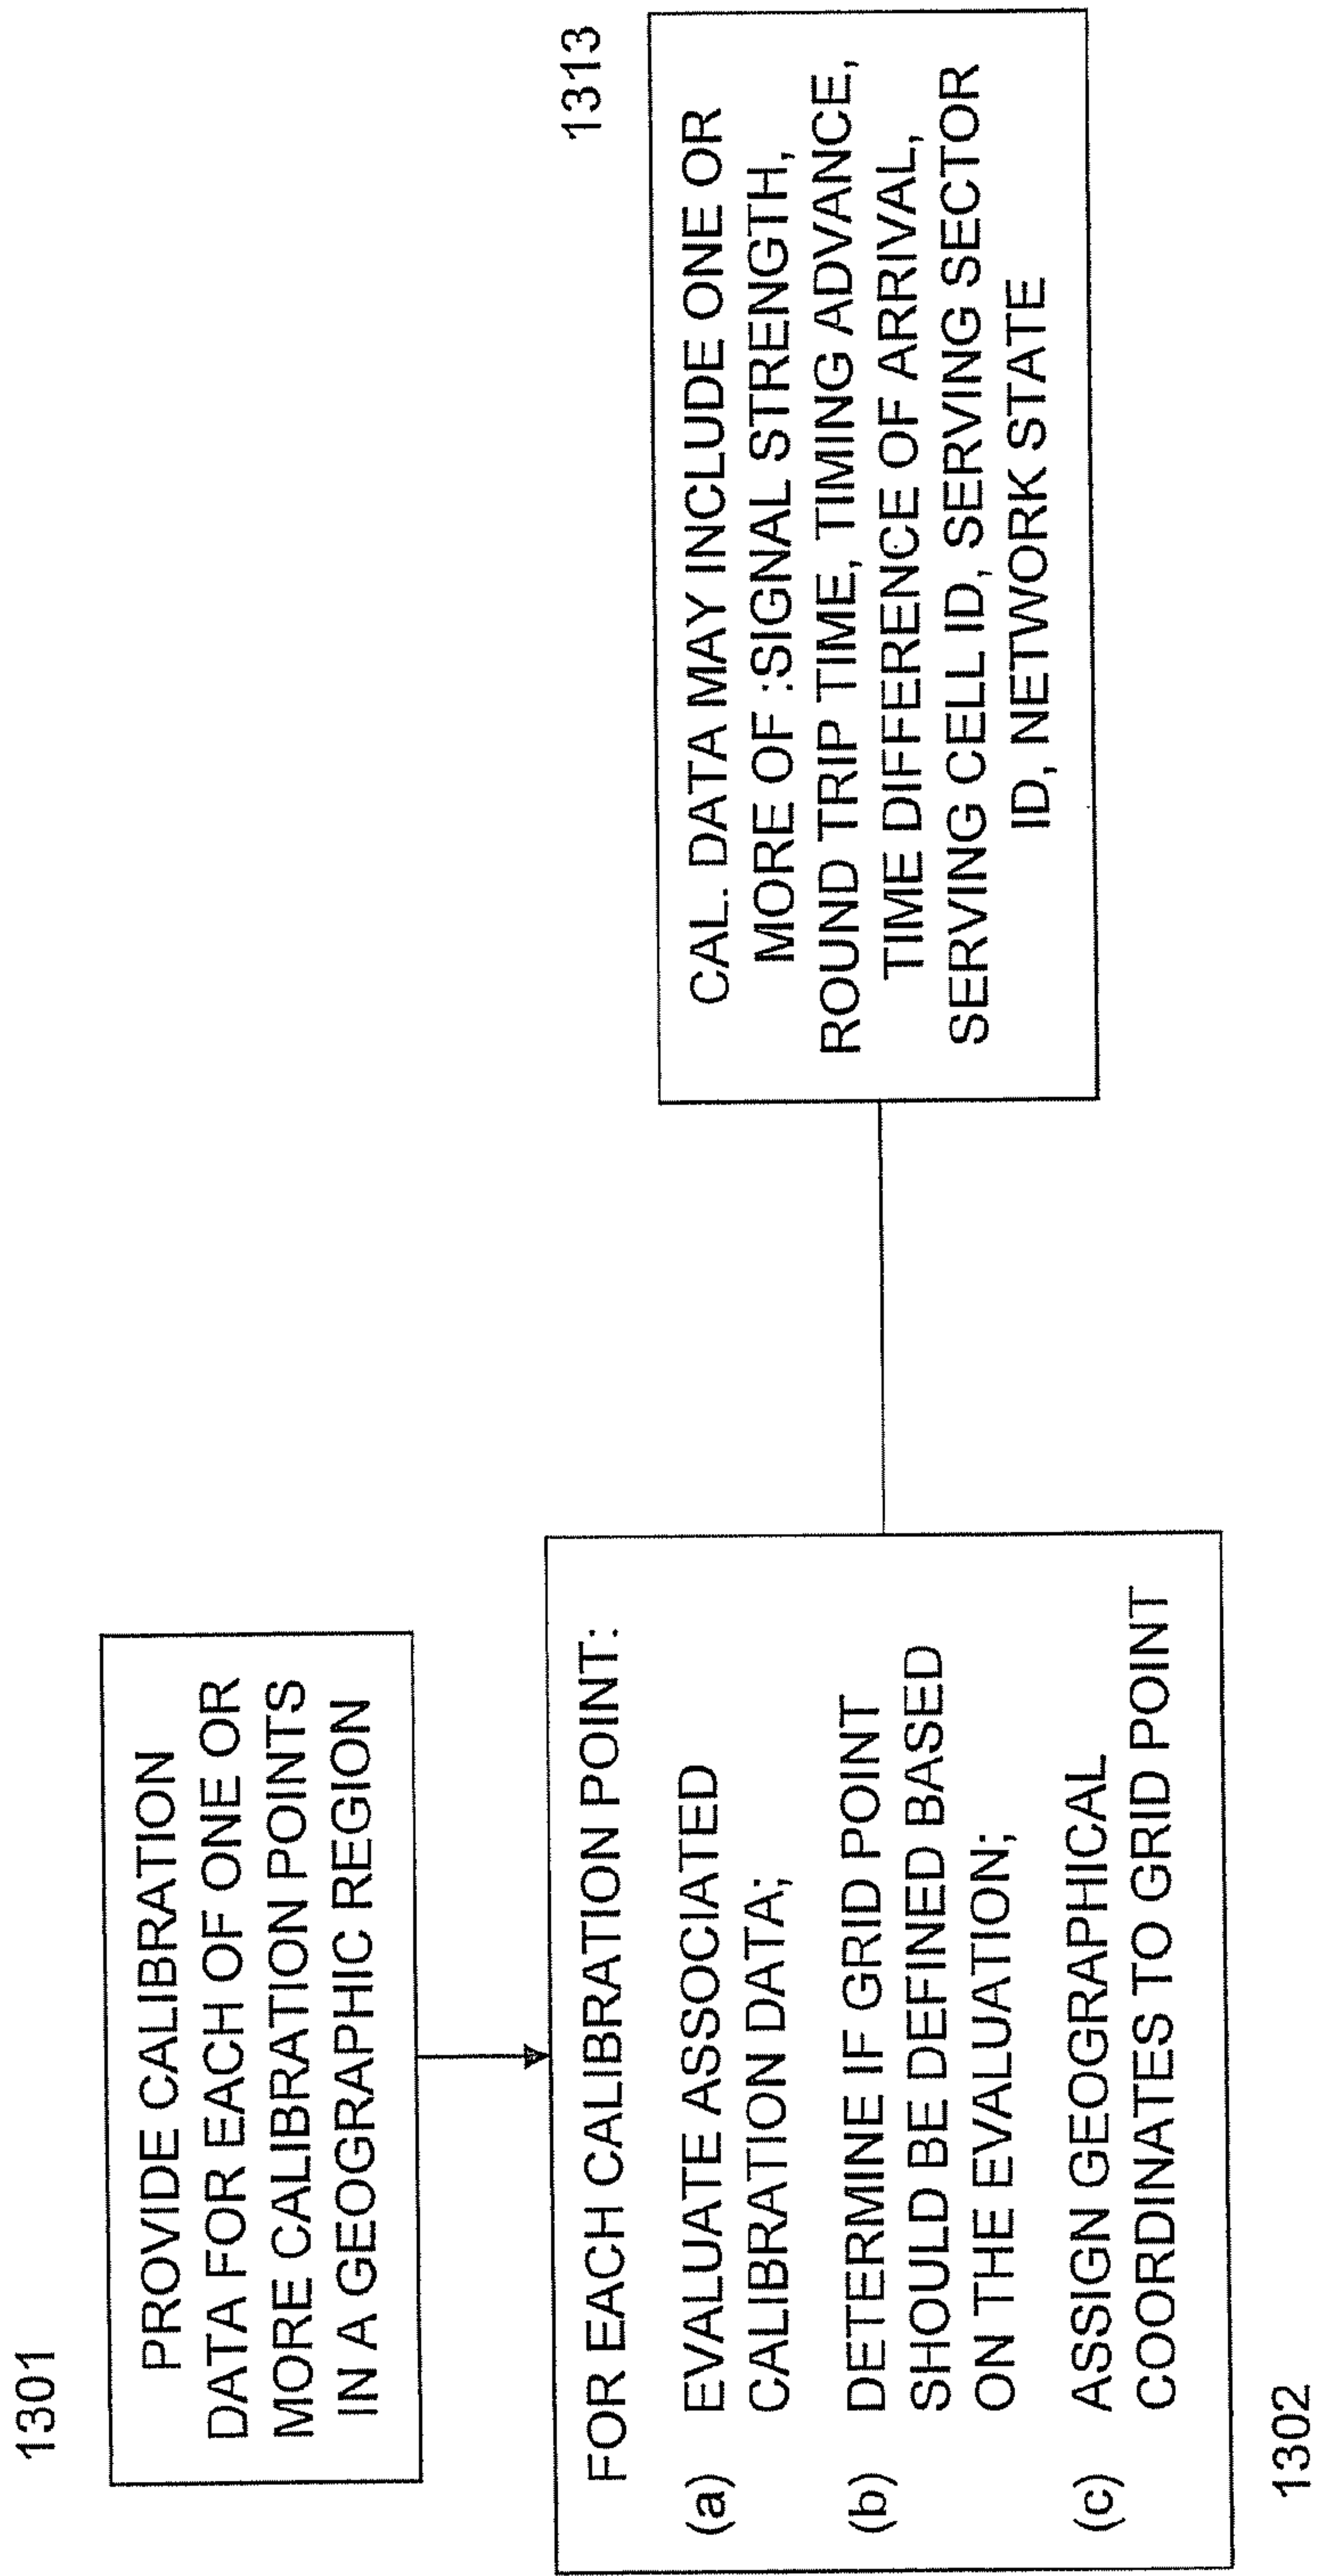 1301
PROVIDE CALIBRATION
DATA FOR EACH OF ONE OR
MORE CALIBRATION POINTS
IN A GEOGRAPHIC REGION
FOR EACH CALIBRATION POINT:
(a) EVALUATE ASSOCIATED
CALIBRATION DATA;
(b) DETERMINE IF GRID POINT
SHOULD BE DEFINED BASED
ON THE EVALUATION;
(c) ASSIGN GEOGRAPHICAL
COORDINATES TO GRID POINT
1302
1313
CAL. DATA MAY INCLUDE ONE OR
MORE OF :SIGNAL STRENGTH,
ROUND TRIP TIME, TIMING ADVANCE,
TIME DIFFERENCE OF ARRIVAL,
SERVING CELL ID, SERVING SECTOR
ID, NETWORK STATE